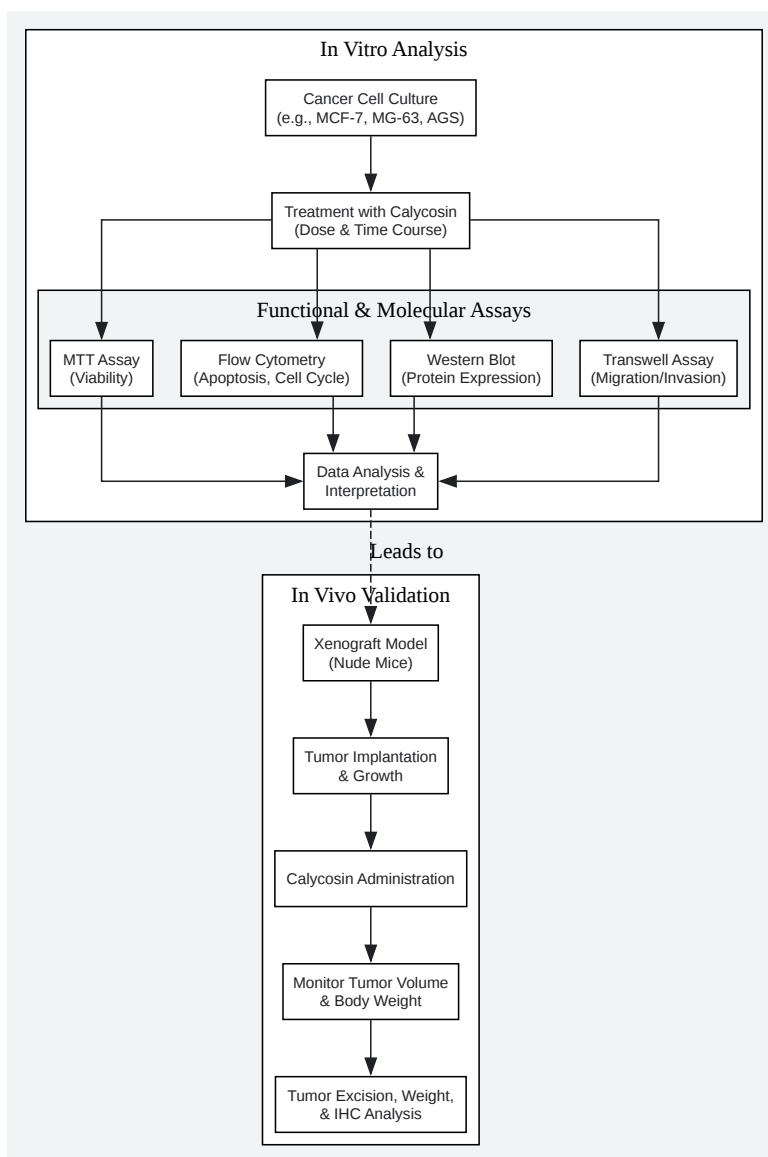 In Vitro Analysis
Cancer Cell Culture
(e.g., MCF-7, MG-63, AGS)
Treatment with Calycosin
(Dose & Time Course)
Functional & Molecular Assays
MTT Assay
(Viability)
Flow Cytometry
(Apoptosis, Cell Cycle)
Western Blot
(Protein Expression)
Transwell Assay
(Migration/Invasion)
Data Analysis &
Interpretation
Leads to
In Vivo Validation
Xenograft Model
(Nude Mice)
Tumor Implantation
& Growth
Calycosin Administration
Monitor Tumor Volume
& Body Weight
Tumor Excision, Weight,
& IHC Analysis